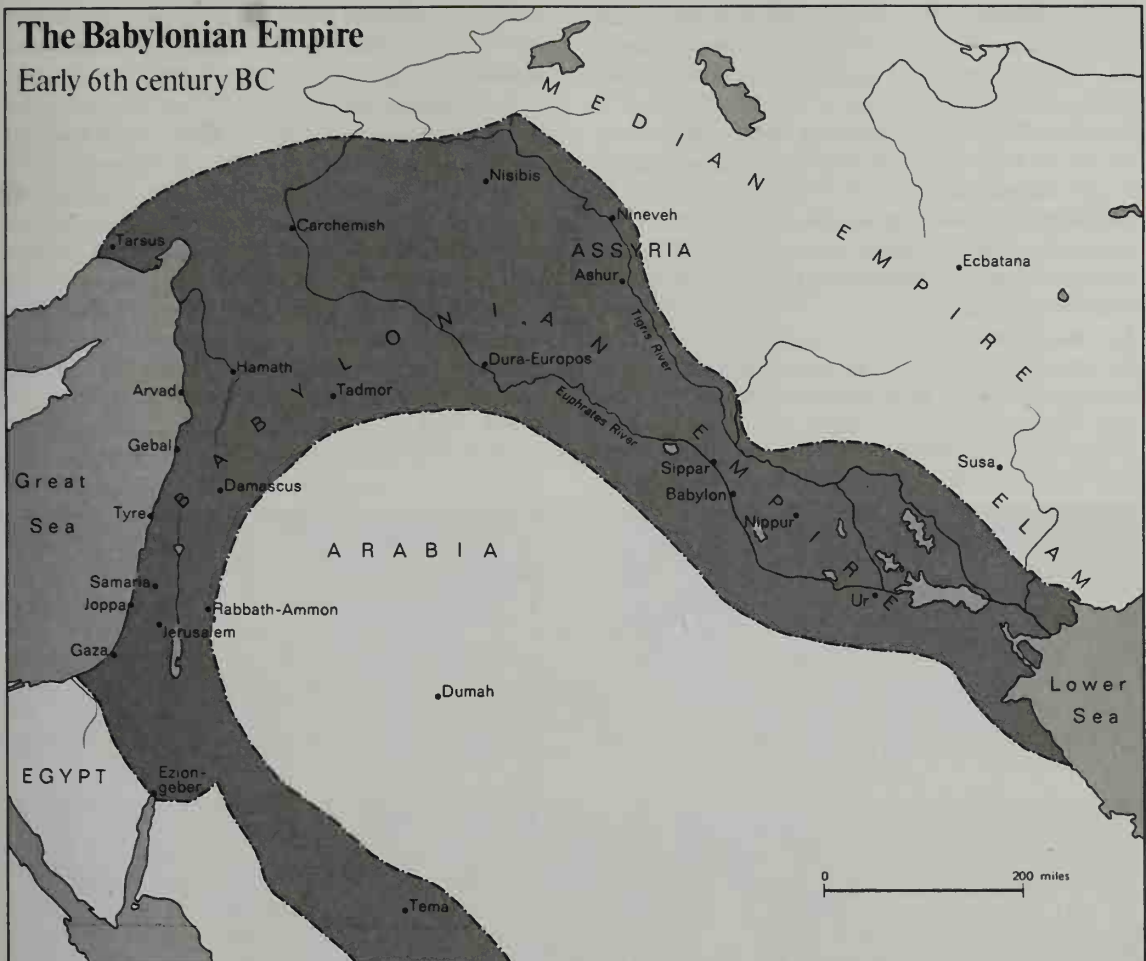 The Babylonian Empire
Early 6th century BC
MEDIAN EMPIRE
Nisibis
Carchemish
Nineveh
Tarsus
ASSYRIA
Ecbatana
Ashur
Tigris River
BABYLONIAN EMPIRE
Hamath
Dura-Europos
Arvad
Tadmor
Euphrates River
Gebal
Sippar
Susa
Great
Sea
Damascus
Babylon
ELAM
Tyre
Nippur
ARABIA
Samaria
Joppa
Rabbath-Ammon
Ur
Jerusalem
Gaza
Dumah
Lower
Sea
EGYPT
Ezion-
geber
0 200 miles
Tema